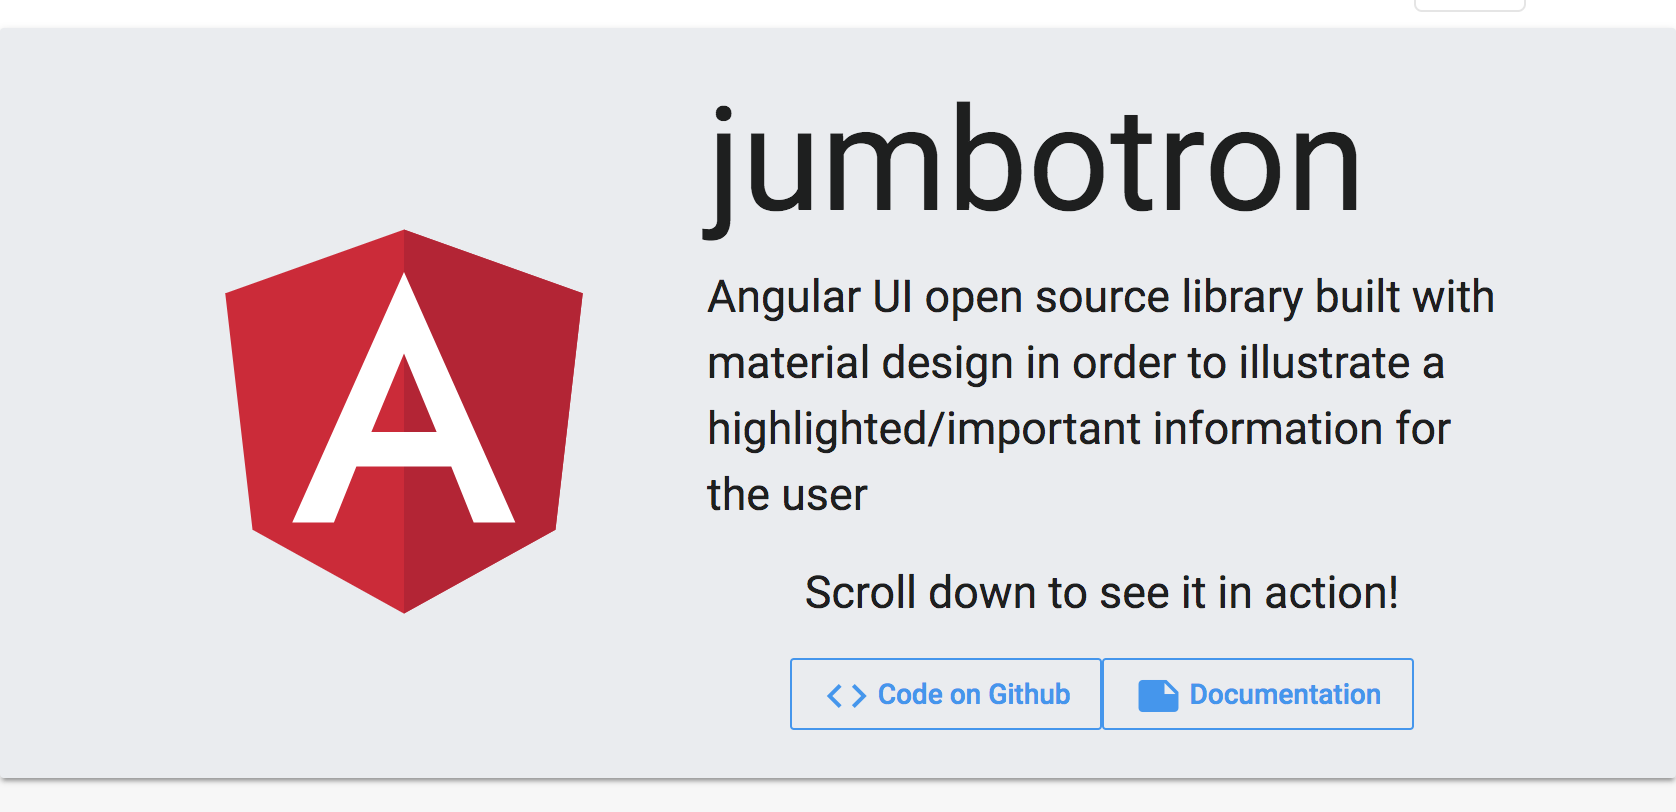 A
jumbotron
Angular UI open source library built with
material design in order to illustrate a
highlighted/important information for
the user
Scroll down to see it in action!
<> Code on Github
Documentation